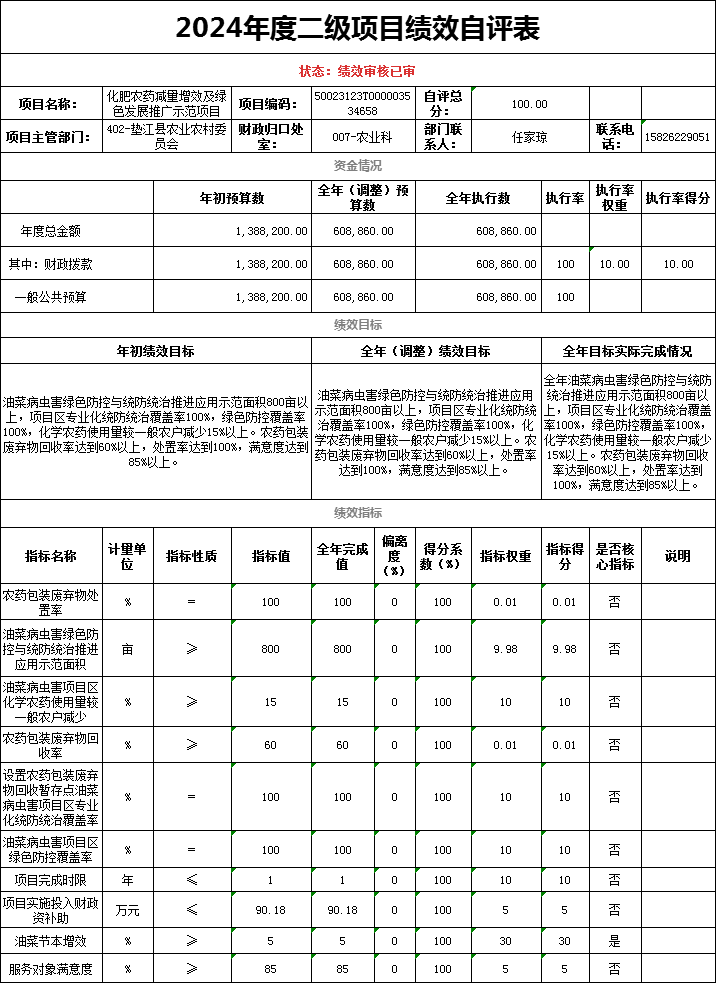 2024年度二级项目绩效自评表
状态：绩效审核已审
项目名称： 化肥农药减量增效及绿色发展推广示范项目 项目编码： 50023123T000003534658 自评总分： 100.00
项目主管部门： 402-垫江县农业农村委员会 财政归口处室： 007-农业科 部门联系人： 任家琼 联系电话： 15826229051
资金情况
年初预算数 全年（调整）预算数 全年执行数 执行率 执行率权重 执行率得分
年度总金额 1,388,200.00 608,860.00 608,860.00
其中：财政拨款 1,388,200.00 608,860.00 608,860.00 100 10.00 10.00
一般公共预算 1,388,200.00 608,860.00 608,860.00 100
绩效目标
年初绩效目标 全年（调整）绩效目标 全年目标实际完成情况
油菜病虫害绿色防控与统防统治推进应用示范面积800亩以上，项目区专业化统防统治覆盖率100%，绿色防控覆盖率100%，化学农药使用量较一般农户减少15%以上。农药包装废弃物回收率达到60%以上，处置率达到100%，满意度达到85%以上。
油菜病虫害绿色防控与统防统治推进应用示范面积800亩以上，项目区专业化统防统治覆盖率100%，绿色防控覆盖率100%，化学农药使用量较一般农户减少15%以上。农药包装废弃物回收率达到60%以上，处置率达到100%，满意度达到85%以上。
全年油菜病虫害绿色防控与统防统治推进应用示范面积800亩以上，项目区专业化统防统治覆盖率100%，绿色防控覆盖率100%，化学农药使用量较一般农户减少15%以上。农药包装废弃物回收率达到60%以上，处置率达到100%，满意度达到85%以上。
绩效指标
指标名称 计量单位 指标性质 指标值 全年完成值 偏离度（%） 得分系数（%） 指标权重 指标得分 是否核心指标 说明
农药包装废弃物处置率 % ＝ 100 100 0 100 0.01 0.01 否
油菜病虫害绿色防控与统防统治推进应用示范面积 亩 ≥ 800 800 0 100 9.98 9.98 否
油菜病虫害项目区化学农药使用量较一般农户减少 % ≥ 15 15 0 100 10 10 否
农药包装废弃物回收率 % ≥ 60 60 0 100 0.01 0.01 否
设置农药包装废弃物回收暂存点油菜病虫害项目区专业化统防统治覆盖率 % ＝ 100 100 0 100 10 10 否
油菜病虫害项目区绿色防控覆盖率 % ＝ 100 100 0 100 10 10 否
项目完成时限 年 ≤ 1 1 0 100 10 10 否
项目实施投入财政资补助 万元 ≤ 90.18 90.18 0 100 5 5 否
油菜节本增效 % ≥ 5 5 0 100 30 30 是
服务对象满意度 % ≥ 85 85 0 100 5 5 否